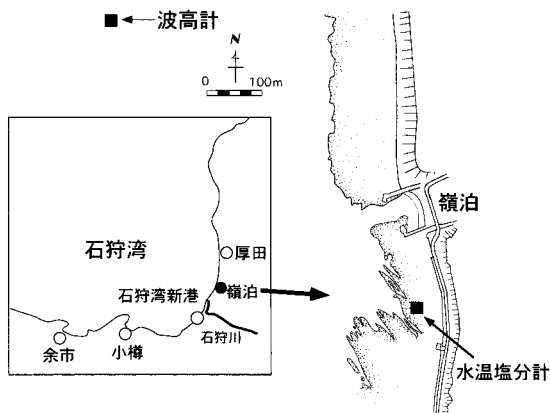 波高計
N
0 100m
石狩湾
厚田
嶺泊
石狩湾新港
石狩川
小樽
余市
嶺泊
水温塩分計